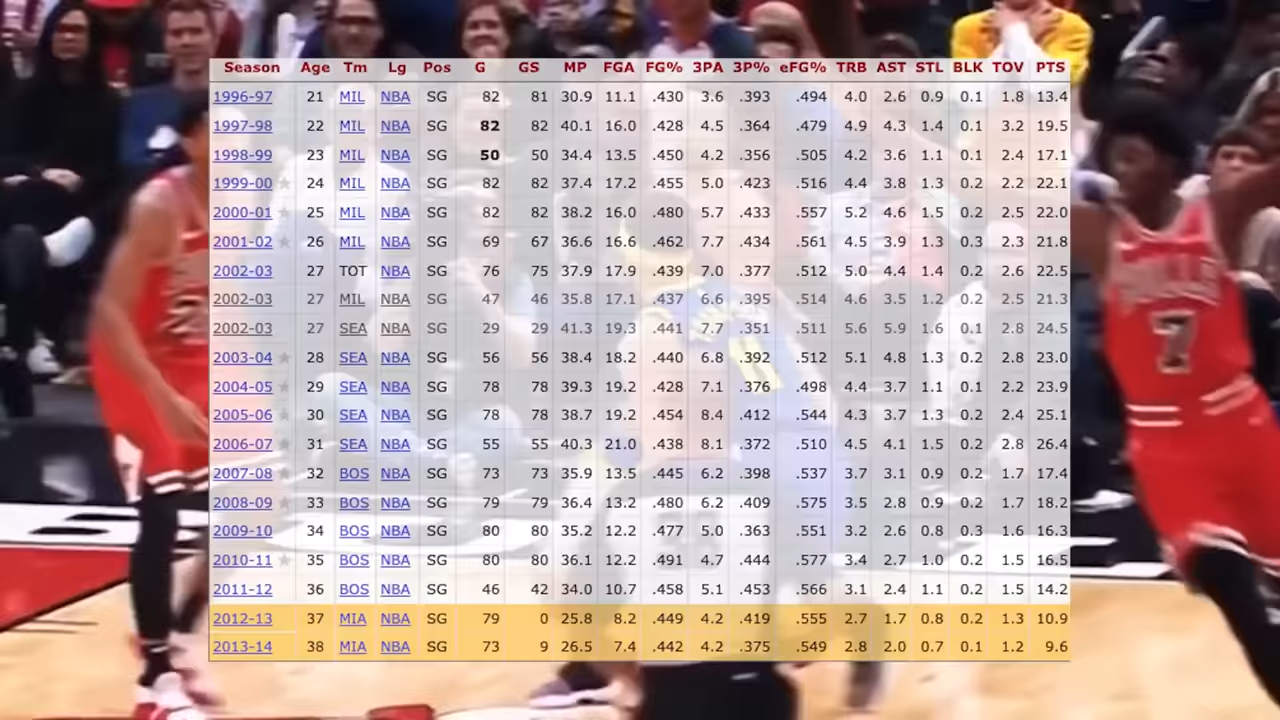 Season Age Tm Lg Pos G GS MP FGA FG% 3PA 3P% eFG% TRB AST STL BLK TOV PTS
1996-97 21 MIL NBA SG 82 81 30.9 11.1 .430 3.6 .393 .494 4.0 2.6 0.9 0.1 1.8 13.4
1997-98 22 MIL NBA SG 82 82 40.1 16.0 .428 4.5 .364 .479 4.9 4.3 1.4 0.1 3.2 19.5
1998-99 23 MIL NBA SG 50 50 34.4 13.5 .450 4.2 .356 .505 4.2 3.6 1.1 0.1 2.4 17.1
1999-00 ★ 24 MIL NBA SG 82 82 37.4 17.2 .455 5.0 .423 .516 4.4 3.8 1.3 0.2 2.2 22.1
2000-01 ★ 25 MIL NBA SG 82 82 38.2 16.0 .480 5.7 .433 .557 5.2 4.6 1.5 0.2 2.5 22.0
2001-02 ★ 26 MIL NBA SG 69 67 36.6 16.6 .462 7.7 .434 .561 4.5 3.9 1.3 0.3 2.3 21.8
2002-03 27 TOT NBA SG 76 75 37.9 17.9 .439 7.0 .377 .512 5.0 4.4 1.4 0.2 2.6 22.5
2002-03 27 MIL NBA SG 47 46 35.8 17.1 .437 6.6 .395 .514 4.6 3.5 1.2 0.2 2.5 21.3
2002-03 27 SEA NBA SG 29 29 41.3 19.3 .441 7.7 .351 .511 5.6 5.9 1.6 0.1 2.8 24.5
2003-04 ★ 28 SEA NBA SG 56 56 38.4 18.2 .440 6.8 .392 .512 5.1 4.8 1.3 0.2 2.8 23.0
2004-05 ★ 29 SEA NBA SG 78 78 39.3 19.2 .428 7.1 .376 .498 4.4 3.7 1.1 0.1 2.2 23.9
2005-06 ★ 30 SEA NBA SG 78 78 38.7 19.2 .454 8.4 .412 .544 4.3 3.7 1.3 0.2 2.4 25.1
2006-07 ★ 31 SEA NBA SG 55 55 40.3 21.0 .438 8.1 .372 .510 4.5 4.1 1.5 0.2 2.8 26.4
2007-08 ★ 32 BOS NBA SG 73 73 35.9 13.5 .445 6.2 .398 .537 3.7 3.1 0.9 0.2 1.7 17.4
2008-09 ★ 33 BOS NBA SG 79 79 36.4 13.2 .480 6.2 .409 .575 3.5 2.8 0.9 0.2 1.7 18.2
2009-10 34 BOS NBA SG 80 80 35.2 12.2 .477 5.0 .363 .551 3.2 2.6 0.8 0.3 1.6 16.3
2010-11 ★ 35 BOS NBA SG 80 80 36.1 12.2 .491 4.7 .444 .577 3.4 2.7 1.0 0.2 1.5 16.5
2011-12 36 BOS NBA SG 46 42 34.0 10.7 .458 5.1 .453 .566 3.1 2.4 1.1 0.2 1.5 14.2
2012-13 37 MIA NBA SG 79 0 25.8 8.2 .449 4.2 .419 .555 2.7 1.7 0.8 0.2 1.3 10.9
2013-14 38 MIA NBA SG 73 9 26.5 7.4 .442 4.2 .375 .549 2.8 2.0 0.7 0.1 1.2 9.6
BULLS
7
11